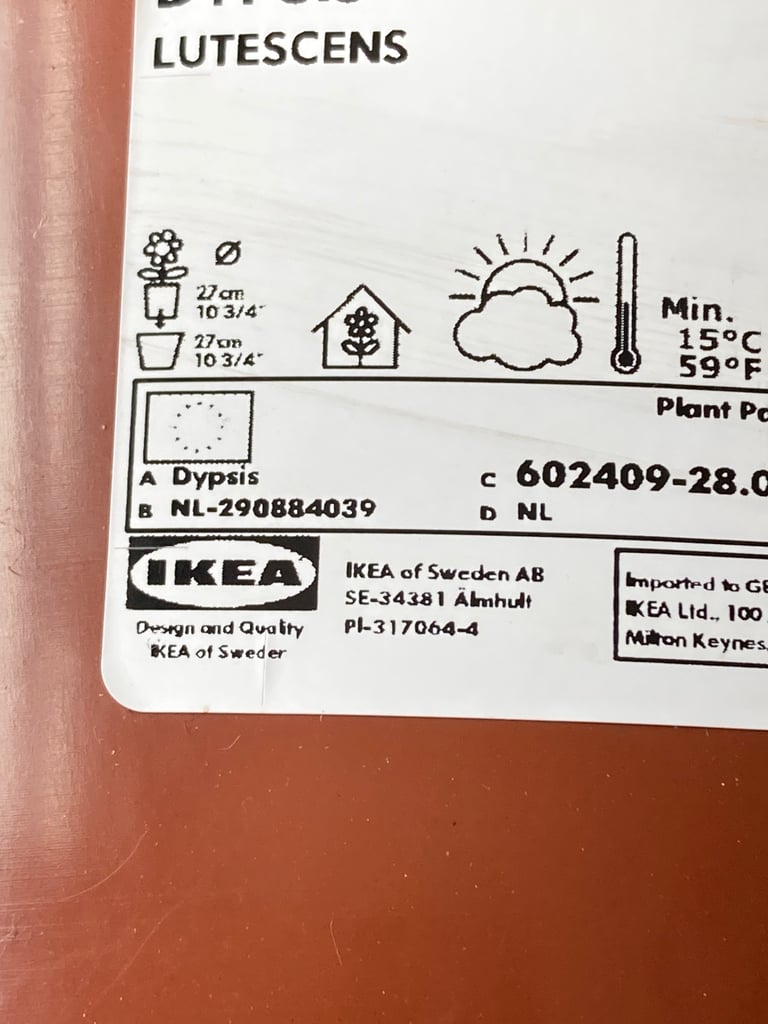 LUTESCENS
Ø
27cm
10 3/4"
27cm
10 3/4"
Min.
15°C
59°F
Plant
A Dypsis
C 602409-28.0
B NL-290884039
D NL
IKEA
Design and Quality
IKEA of Sweden
IKEA of Sweden AB
SE-34381 Älmhult
Pl-317064-4
Imported to
IKEA Ltd., 100
Milton Keynes